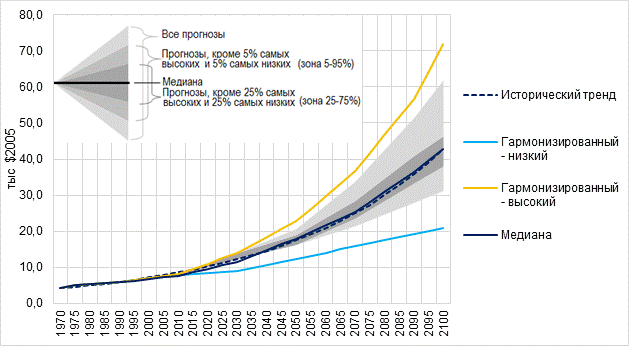 80,0
70,0
60,0
50,0
40,0
30,0
20,0
10,0
0,0
тыс $2005
Все прогнозы
Прогнозы, кроме 5% самых
высоких и 5% самых низких (зона 5-95%)
Медиана
Прогнозы, кроме 25% самых
высоких и 25% самых низких (зона 25-75%)
1970
1975
1980
1985
1990
1995
2000
2005
2010
2015
2020
2025
2030
2035
2040
2045
2050
2055
2060
2065
2070
2075
2080
2085
2090
2095
2100
Исторический тренд
Гармонизированный
- низкий
Гармонизированный
- высокий
Медиана